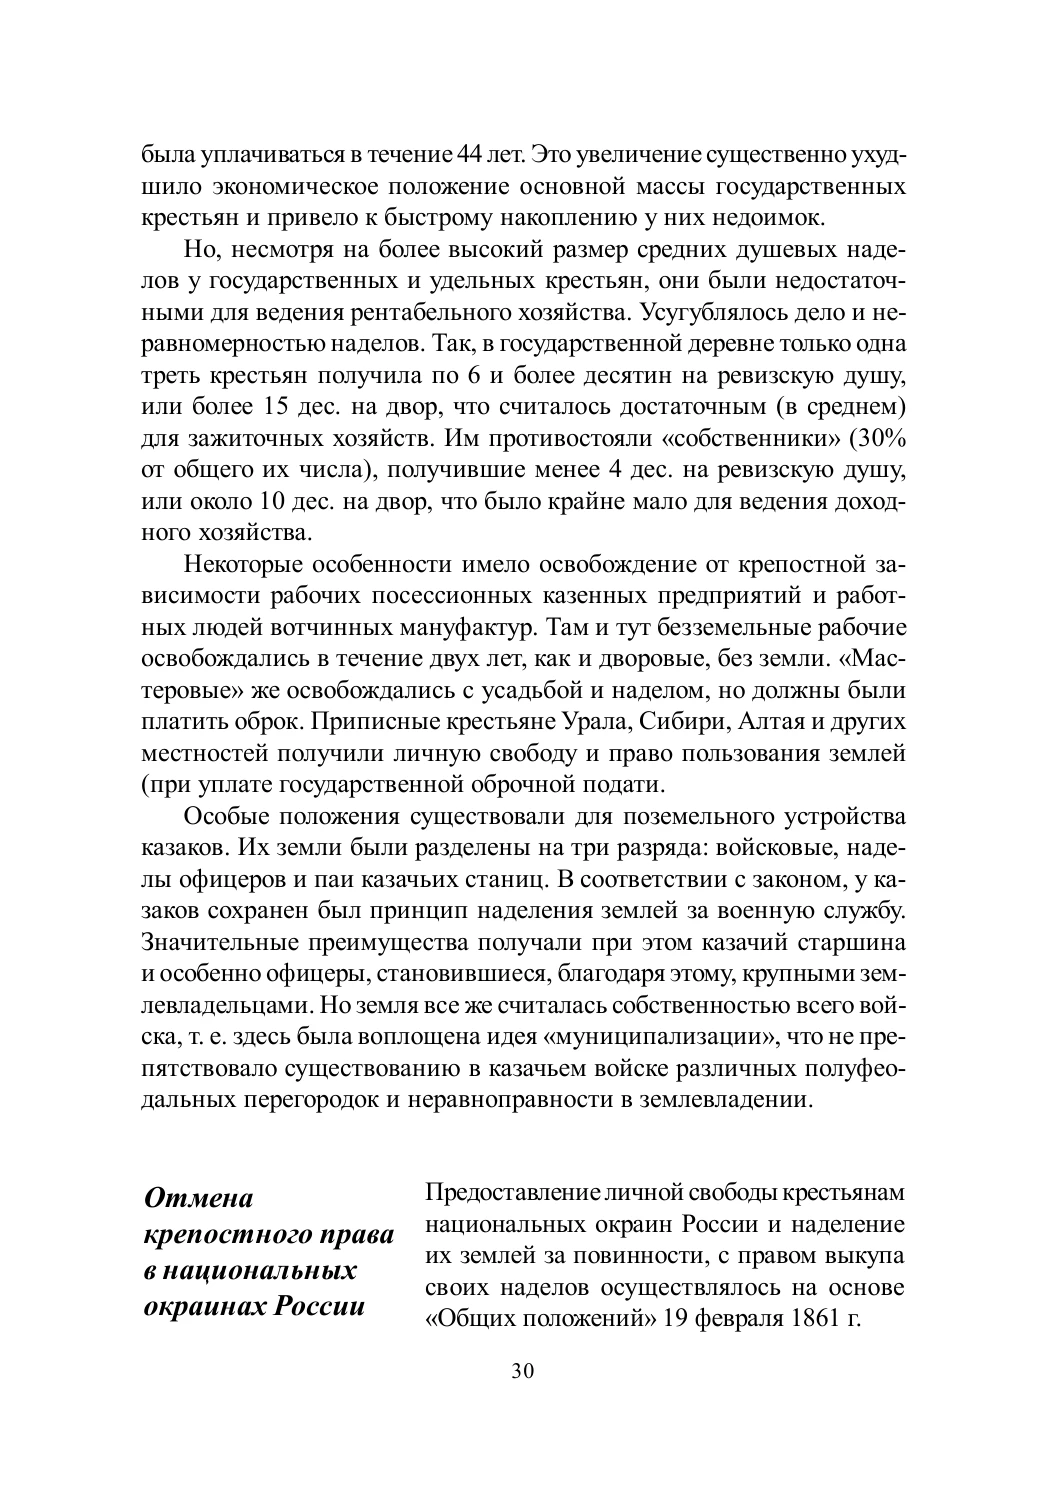 была уплачиваться в течение 44 лет. Это увеличение существенно ухуд-
шило экономическое положение основной массы государственных
крестьян и привело к быстрому накоплению у них недоимок.
Но, несмотря на более высокий размер средних душевых наде-
лов у государственных и удельных крестьян, они были недостаточ-
ными для ведения рентабельного хозяйства. Усугублялось дело и не-
равномерностью наделов. Так, в государственной деревне только одна
треть крестьян получила по 6 и более десятин на ревизскую душу,
или более 15 дес. на двор, что считалось достаточным (в среднем)
для зажиточных хозяйств. Им противостояли «собственники» (30%
от общего их числа), получившие менее 4 дес. на ревизскую душу,
или около 10 дес. на двор, что было крайне мало для ведения доход-
ного хозяйства.
Некоторые особенности имело освобождение от крепостной за-
висимости рабочих посессионных казенных предприятий и работ-
ных людей вотчинных мануфактур. Там и тут безземельные рабочие
освобождались в течение двух лет, как и дворовые, без земли. «Мас-
теровые» же освобождались с усадьбой и наделом, но должны были
платить оброк. Приписные крестьяне Урала, Сибири, Алтая и других
местностей получили личную свободу и право пользования землей
(при уплате государственной оброчной подати.
Особые положения существовали для поземельного устройства
казаков. Их земли были разделены на три разряда: войсковые, наде-
лы офицеров и паи казачьих станиц. В соответствии с законом, у ка-
заков сохранен был принцип наделения землей за военную службу.
Значительные преимущества получали при этом казачий старшина
и особенно офицеры, становившиеся, благодаря этому, крупными зем-
левладельцами. Но земля все же считалась собственностью всего вой-
ска, т. е. здесь была воплощена идея «муниципализации», что не пре-
пятствовало существованию в казачьем войске различных полуфео-
дальных перегородок и неравноправности в землевладении.
Отмена
крепостного права
в национальных
окраинах России
Предоставление личной свободы крестьянам
национальных окраин России и наделение
их землей за повинности, с правом выкупа
своих наделов осуществлялось на основе
«Общих положений» 19 февраля 1861 г.
30